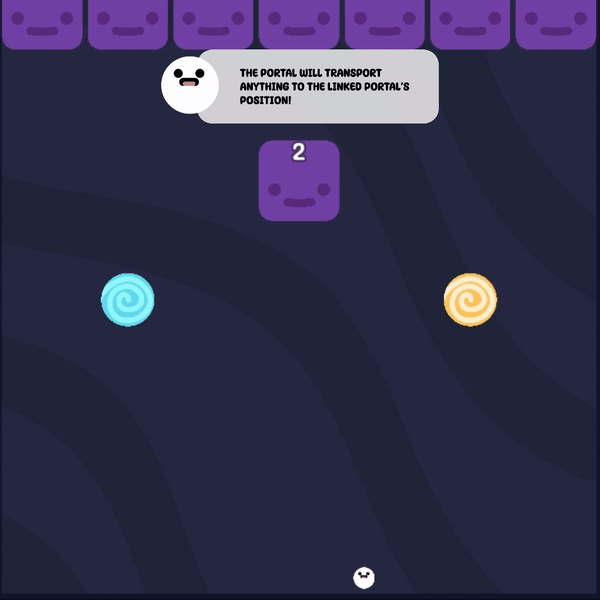 THE PORTAL WILL TRANSPORT
ANYTHING TO THE LINKED PORTAL'S
POSITION!
2